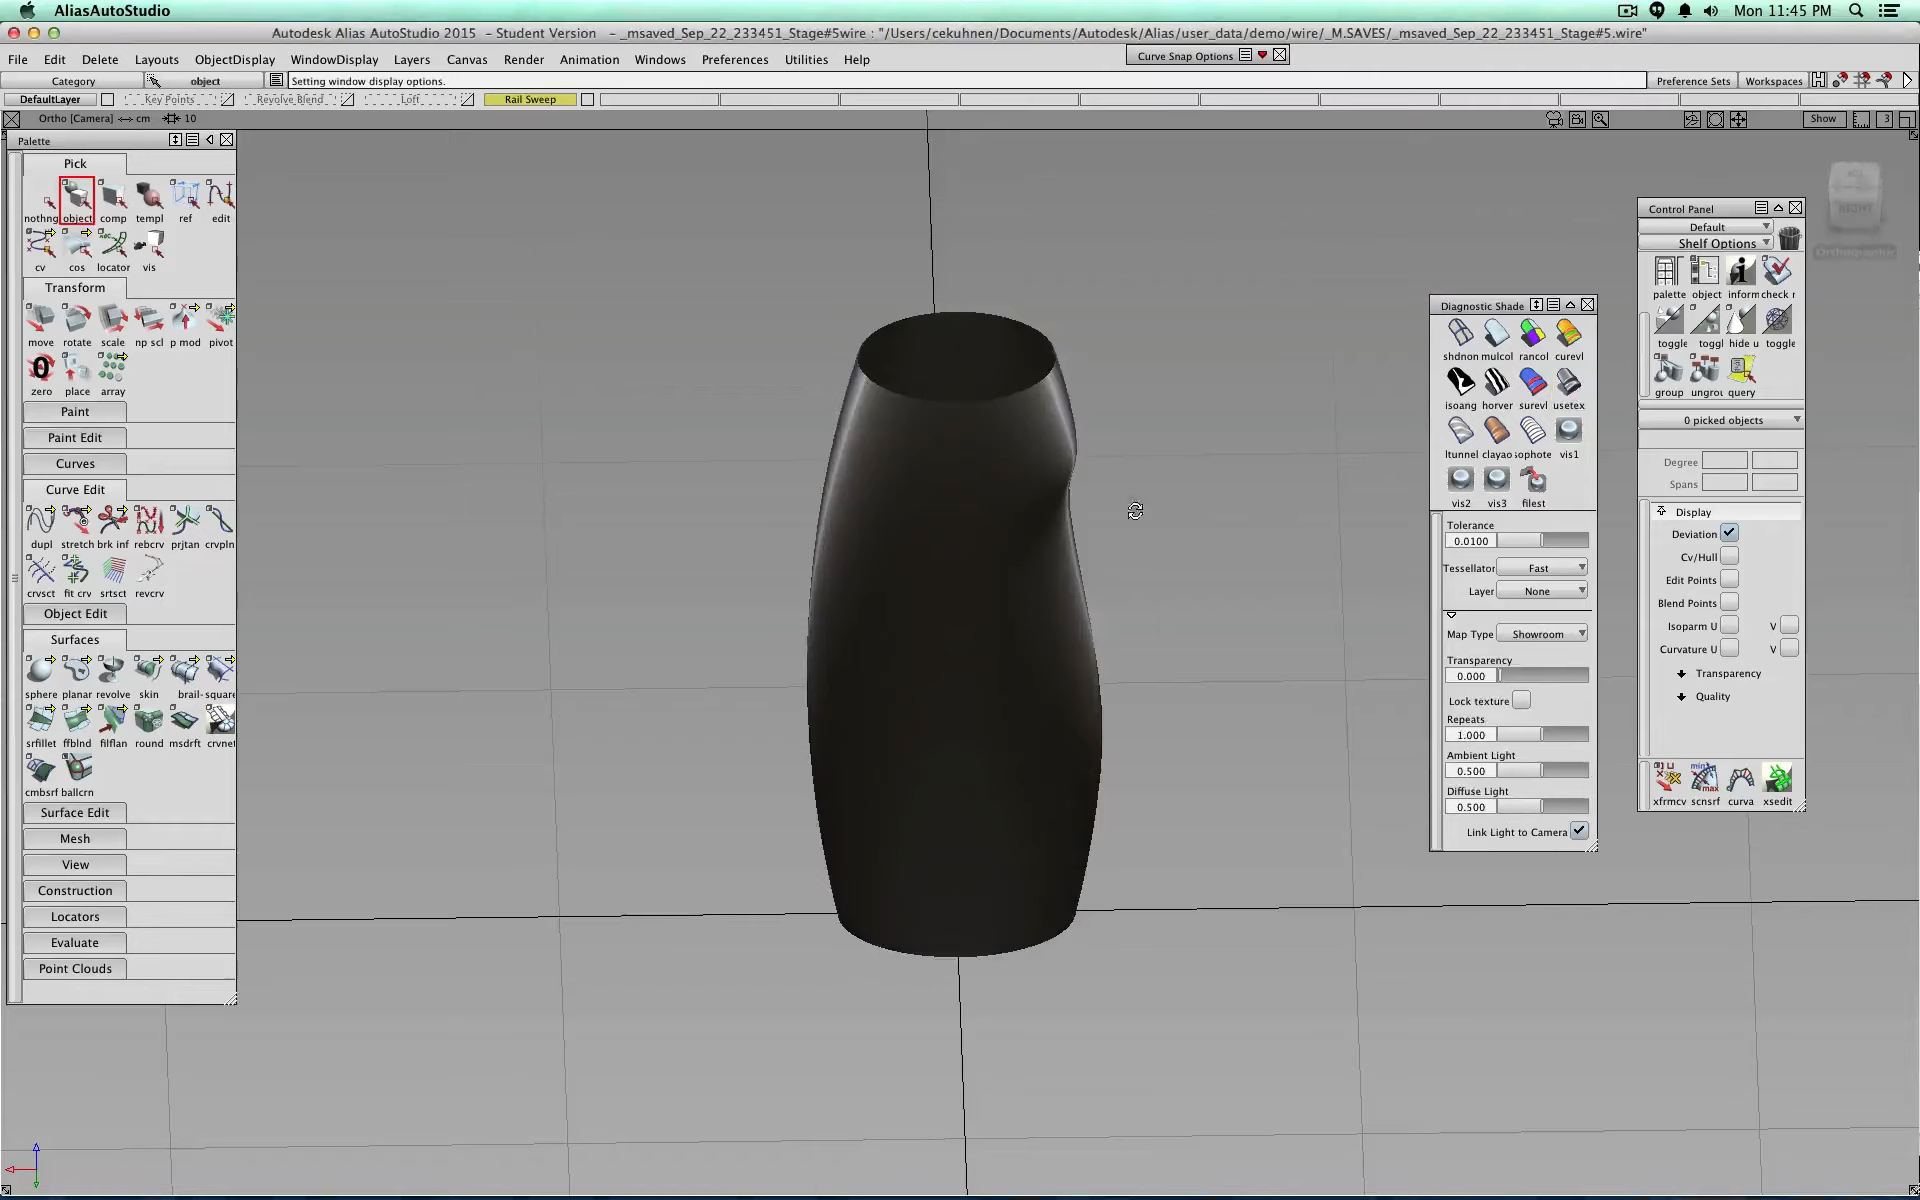 AliasAutoStudio
Mon 11:45 PM
Autodesk Alias AutoStudio 2015 - Student Version - _msaved_Sep_22_233451_Stage#5wire : "/Users/cekuhnen/Documents/Autodesk/Alias/user_data/demo/wire/_M.SAVES/_msaved_Sep_22_233451_Stage#5.wire"
File Edit Delete Layouts ObjectDisplay WindowDisplay Layers Canvas Render Animation Windows Preferences Utilities Help
Curve Snap Options
Category object Setting window display options. Preference Sets Workspaces
DefaultLayer Key Points Revolve Blend Loft Rail Sweep
Ortho [Camera] cm 10 Show 3
Palette
Pick
nothng object comp templ ref edit
cv cos locator vis
Transform
move rotate scale np scl p mod pivot
zero place array
Paint
Paint Edit
Curves
Curve Edit
dupl stretch brk inf rebcrv prjtan crvpln
crvsct fit crv srtsct revcrv
Object Edit
Surfaces
sphere planar revolve skin brail- square
srfillet ffblnd filflan round msdrft crvnet
cmbsrf ballcrn
Surface Edit
Mesh
View
Construction
Locators
Evaluate
Point Clouds
Diagnostic Shade
shdnon mulcol rancol curevl
isoang horver surevl usetex
ltunnel clayao sophote vis1
vis2 vis3 filest
Tolerance
0.0100
Tessellator Fast
Layer None
Map Type Showroom
Transparency
0.000
Lock texture
Repeats
1.000
Ambient Light
0.500
Diffuse Light
0.500
Link Light to Camera
Control Panel
Default
Shelf Options
palette object inform check r
toggle toggl hide u toggle
group ungrou query
0 picked objects
Degree
Spans
Display
Deviation
Cv/Hull
Edit Points
Blend Points
Isoparm U V
Curvature U V
Transparency
Quality
xfrmcv scnsrf curva xsedit
RIGHT